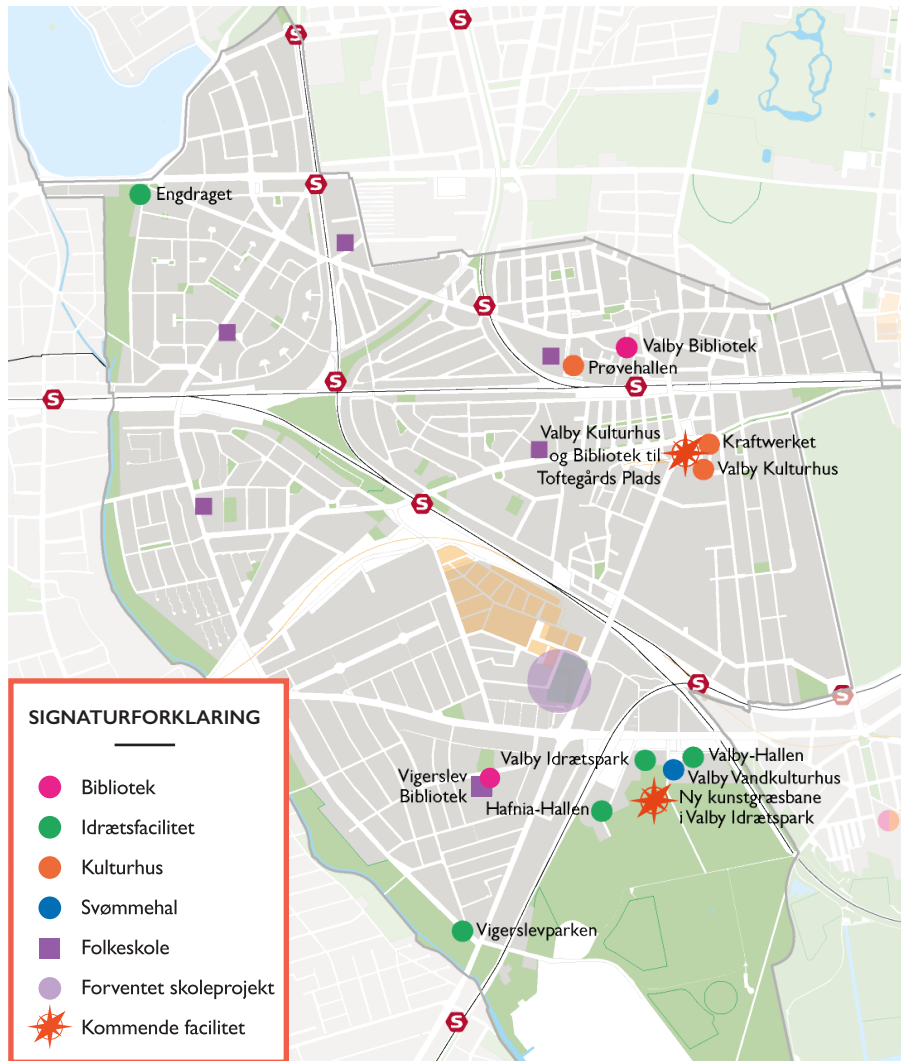 S
S
S
Engdraget
S
Valby Bibliotek
Prøvehallen
S
S
S
Valby Kulturhus
og Bibliotek til
Toftegårds Plads
Kraftwerket
Valby Kulturhus
S
S
S
SIGNATURFORKLARING
Bibliotek
Idrætsfacilitet
Kulturhus
Svømmehal
Folkeskole
Forventet skoleprojekt
Kommende facilitet
Vigerslev
Bibliotek
Valby Idrætspark
Valby-Hallen
Valby Vandkulturhus
Ny kunstgræsbane
i Valby Idrætspark
Hafnia-Hallen
Vigerslevparken
S